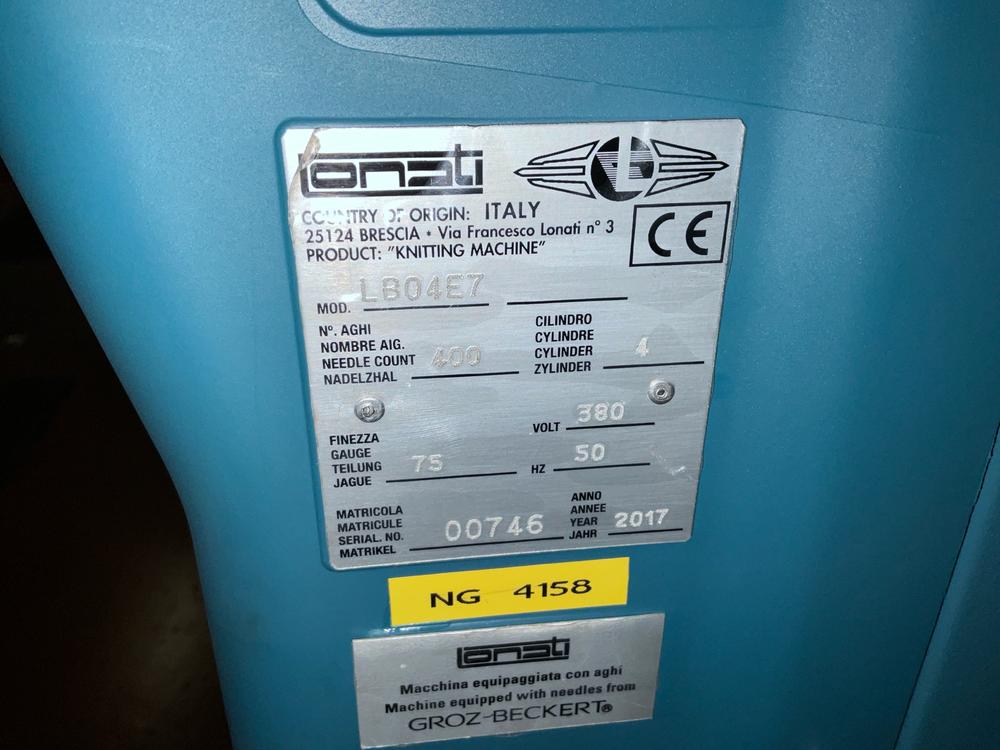 Lonati
L
COUNTRY OF ORIGIN: ITALY
25124 BRESCIA • Via Francesco Lonati n° 3
PRODUCT: "KNITTING MACHINE"
CE
MOD. LB04E7
N°. AGHI
NOMBRE AIG.
NEEDLE COUNT 400
NADELZHAL
CILINDRO
CYLINDRE
CYLINDER 4
ZYLINDER
FINEZZA
GAUGE
TEILUNG 75
JAGUE
VOLT 380
HZ 50
MATRICOLA
MATRICULE
SERIAL. NO. 00746
MATRIKEL
ANNO
ANNEE
YEAR 2017
JAHR
NG 4158
Lonati
Macchina equipaggiata con aghi
Machine equipped with needles from
GROZ-BECKERT®